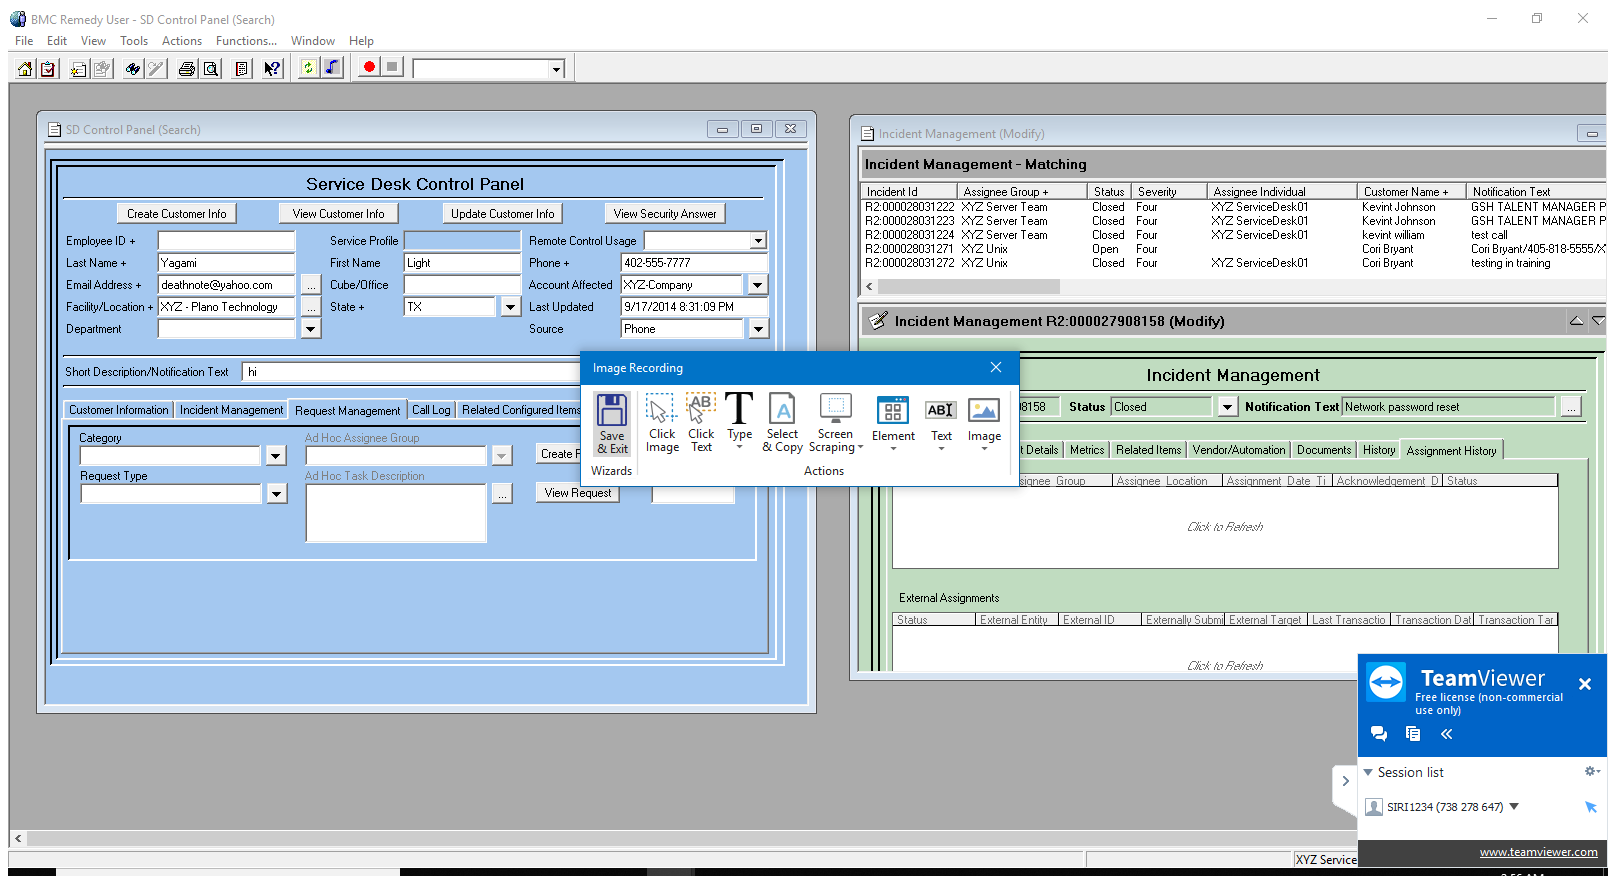 BMC Remedy User - SD Control Panel (Search)
File Edit View Tools Actions Functions... Window Help
SD Control Panel (Search)
Service Desk Control Panel
Create Customer Info View Customer Info Update Customer Info View Security Answer
Employee ID + Service Profile Remote Control Usage
Last Name + Yagami First Name Light Phone + 402-555-7777
Email Address + deathnote@yahoo.com ... Cube/Office Account Affected XYZ-Company
Facility/Location + XYZ - Plano Technology ... State + TX Last Updated 9/17/2014 8:31:09 PM
Department Source Phone
Short Description/Notification Text hi
Customer Information Incident Management Request Management Call Log Related Configured Items
Category Ad Hoc Assignee Group Create
Request Type Ad Hoc Task Description
... View Request
Incident Management (Modify)
Incident Management - Matching
Incident Id Assignee Group + Status Severity Assignee Individual Customer Name + Notification Text
R2:000028031222 XYZ Server Team Closed Four XYZ ServiceDesk01 Kevint Johnson GSH TALENT MANAGER P
R2:000028031223 XYZ Server Team Closed Four XYZ ServiceDesk01 Kevint Johnson GSH TALENT MANAGER P
R2:000028031224 XYZ Server Team Closed Four XYZ ServiceDesk01 kevint william test call
R2:000028031271 XYZ Unix Open Four Cori Bryant Cori Bryant/405-818-5555/X
R2:000028031272 XYZ Unix Closed Four XYZ ServiceDesk01 Cori Bryant testing in training
Incident Management R2:000027908158 (Modify)
Incident Management
8158 Status Closed Notification Text Network password reset ...
t Details Metrics Related Items Vendor/Automation Documents History Assignment History
signee Group Assignee Location Assignment Date Ti Acknowledgement D Status
Click to Refresh
External Assignments
Status External Entity External ID Externally Submi External Target Last Transactio Transaction Dat Transaction Tar
Click to Refresh
Image Recording
Save & Exit
Click Image
Click Text
Type
Select & Copy
Screen Scraping
Element
Text
Image
Wizards Actions
TeamViewer
Free license (non-commercial
use only)
Session list
SIRI1234 (738 278 647)
www.teamviewer.com
XYZ Service